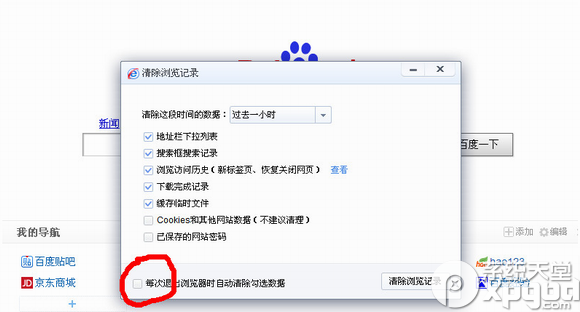 清除浏览记录
清除这段时间的数据： 过去一小时
新闻
地址栏下拉列表
搜索框搜索记录
百度一下
浏览访问历史（新标签页、恢复关闭网页） 查看
下载完成记录
缓存临时文件
Cookies和其他网站数据（不建议清理）
已保存的网站密码
我的导航 添加 编辑
百度贴吧 hao123
JD 京东商城
每次退出浏览器时自动清除勾选数据 清除浏览记录
系统天堂